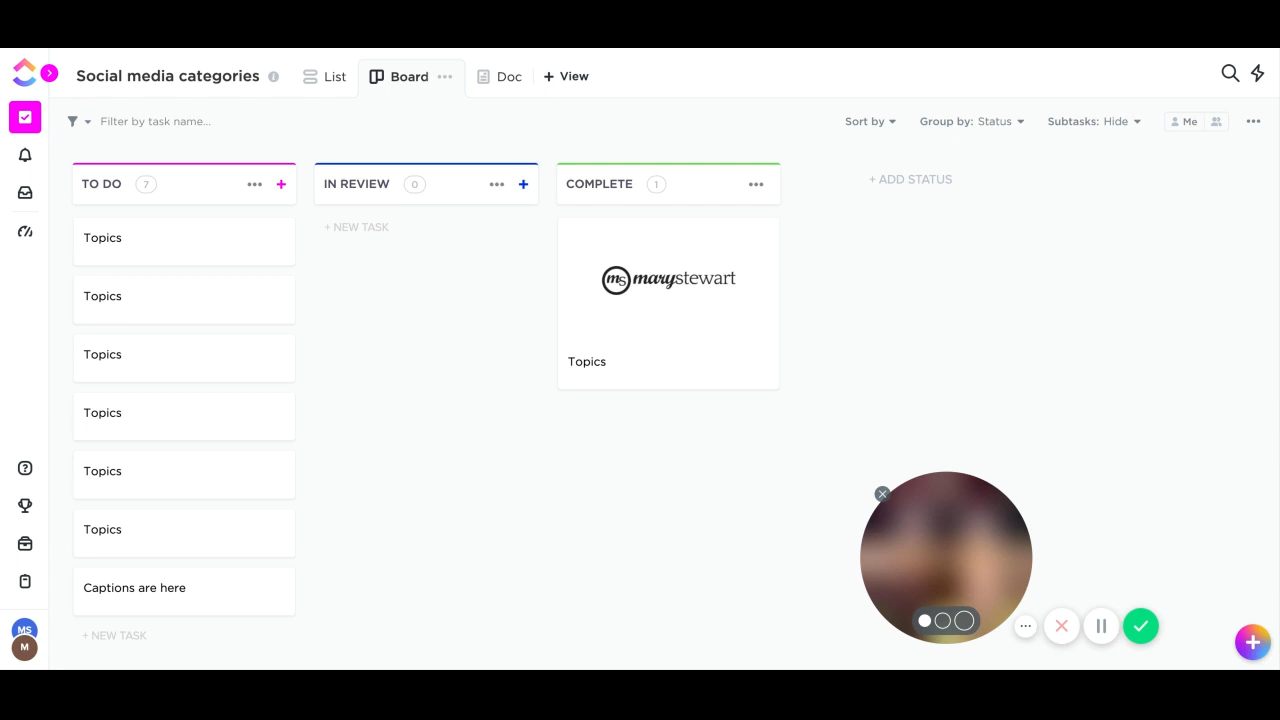 Social media categories List Board Doc + View
Filter by task name... Sort by Group by: Status Subtasks: Hide Me
TO DO 7
IN REVIEW 0
COMPLETE 1
+ ADD STATUS
Topics
Topics
Topics
Topics
Topics
Topics
Captions are here
+ NEW TASK
+ NEW TASK
ms marystewart
Topics
MS
M